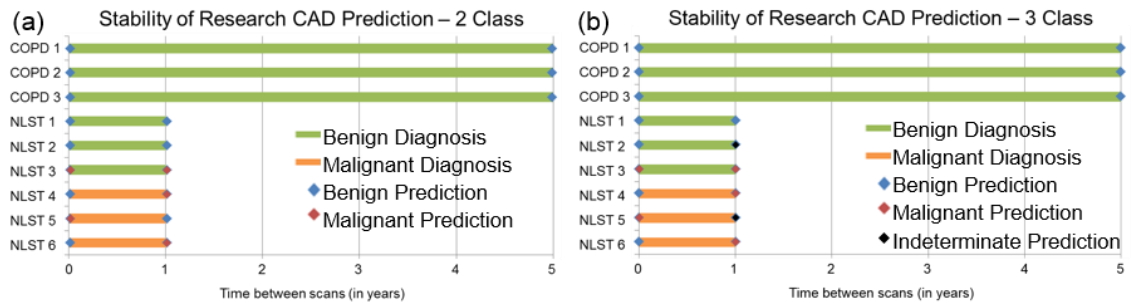 (a) Stability of Research CAD Prediction – 2 Class
COPD 1
COPD 2
COPD 3
NLST 1
NLST 2
NLST 3
NLST 4
NLST 5
NLST 6
Benign Diagnosis
Malignant Diagnosis
Benign Prediction
Malignant Prediction
0 1 2 3 4 5
Time between scans (in years)
(b) Stability of Research CAD Prediction – 3 Class
COPD 1
COPD 2
COPD 3
NLST 1
NLST 2
NLST 3
NLST 4
NLST 5
NLST 6
Benign Diagnosis
Malignant Diagnosis
Benign Prediction
Malignant Prediction
Indeterminate Prediction
0 1 2 3 4 5
Time between scans (in years)